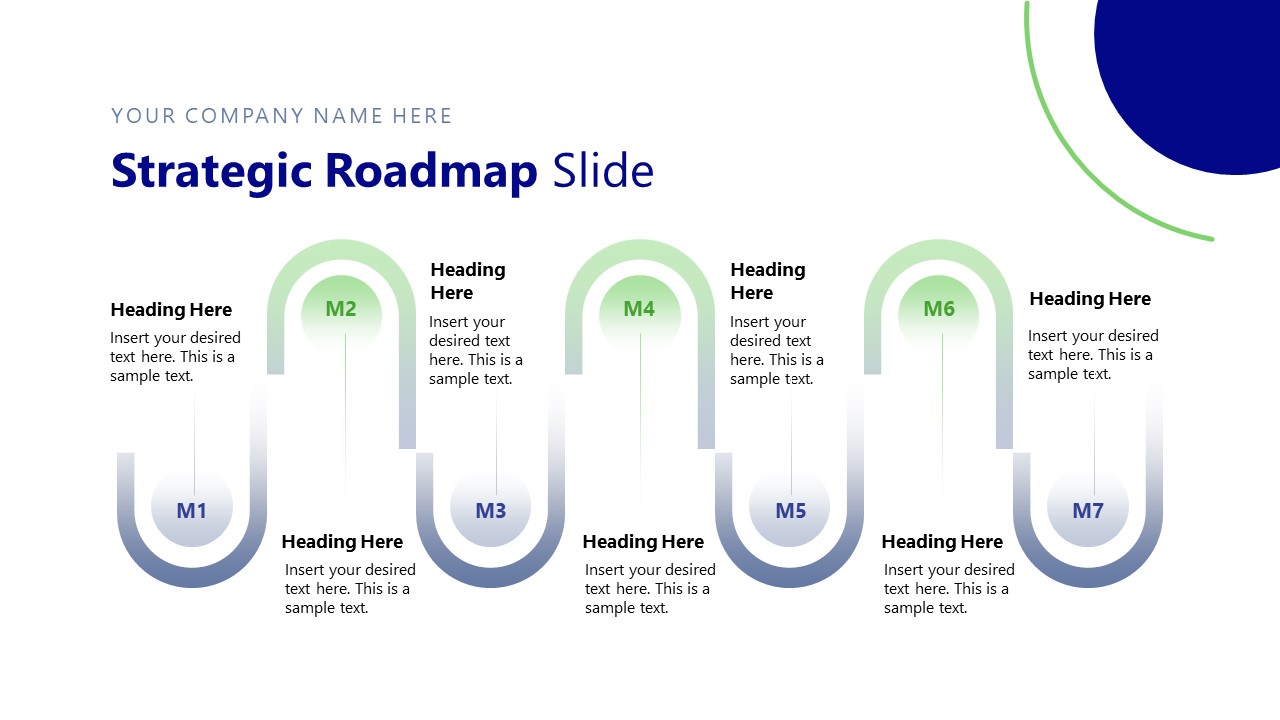 YOUR COMPANY NAME HERE
Strategic Roadmap Slide
Heading Here
Insert your desired
text here. This is a
sample text.
M1
M2
Heading Here
Insert your desired
text here. This is a
sample text.
Heading
Here
Insert your
desired text
here. This is a
sample text.
M3
M4
Heading Here
Insert your desired
text here. This is a
sample text.
Heading
Here
Insert your
desired text
here. This is a
sample text.
M5
M6
Heading Here
Insert your desired
text here. This is a
sample text.
Heading Here
Insert your desired
text here. This is a
sample text.
M7